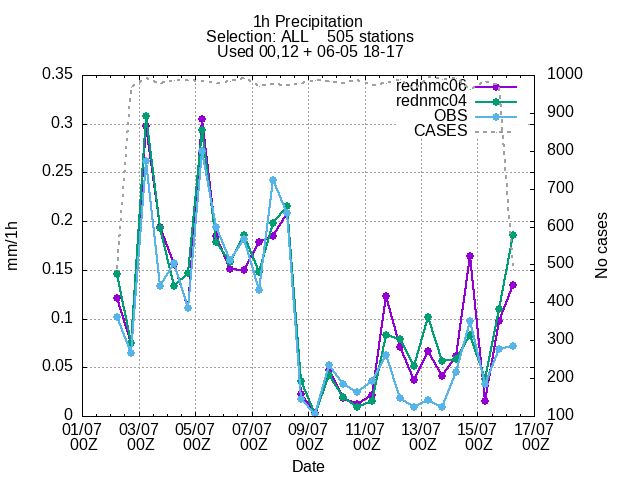 1h Precipitation
Selection: ALL 505 stations
Used 00,12 + 06-05 18-17
0.35
0.3
0.25
0.2
0.15
0.1
0.05
0
mm/1h
1000
900
800
700
600
500
400
300
200
100
No cases
rednmc06
rednmc04
OBS
CASES
01/07 03/07 05/07 07/07 09/07 11/07 13/07 15/07 17/07
00Z 00Z 00Z 00Z 00Z 00Z 00Z 00Z 00Z
Date